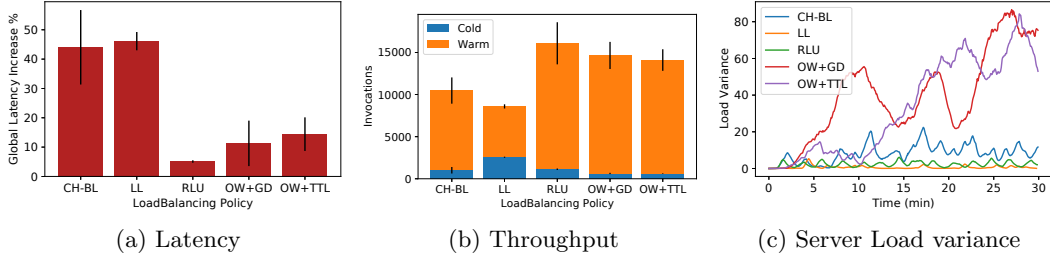 Global Latency Increase %
50
40
30
20
10
0
CH-BL LL RLU OW+GD OW+TTL
LoadBalancing Policy
(a) Latency
Invocations
15000
10000
5000
0
Cold
Warm
CH-BL LL RLU OW+GD OW+TTL
LoadBalancing Policy
(b) Throughput
Load Variance
80
60
40
20
0
CH-BL
LL
RLU
OW+GD
OW+TTL
0 5 10 15 20 25 30
Time (min)
(c) Server Load variance